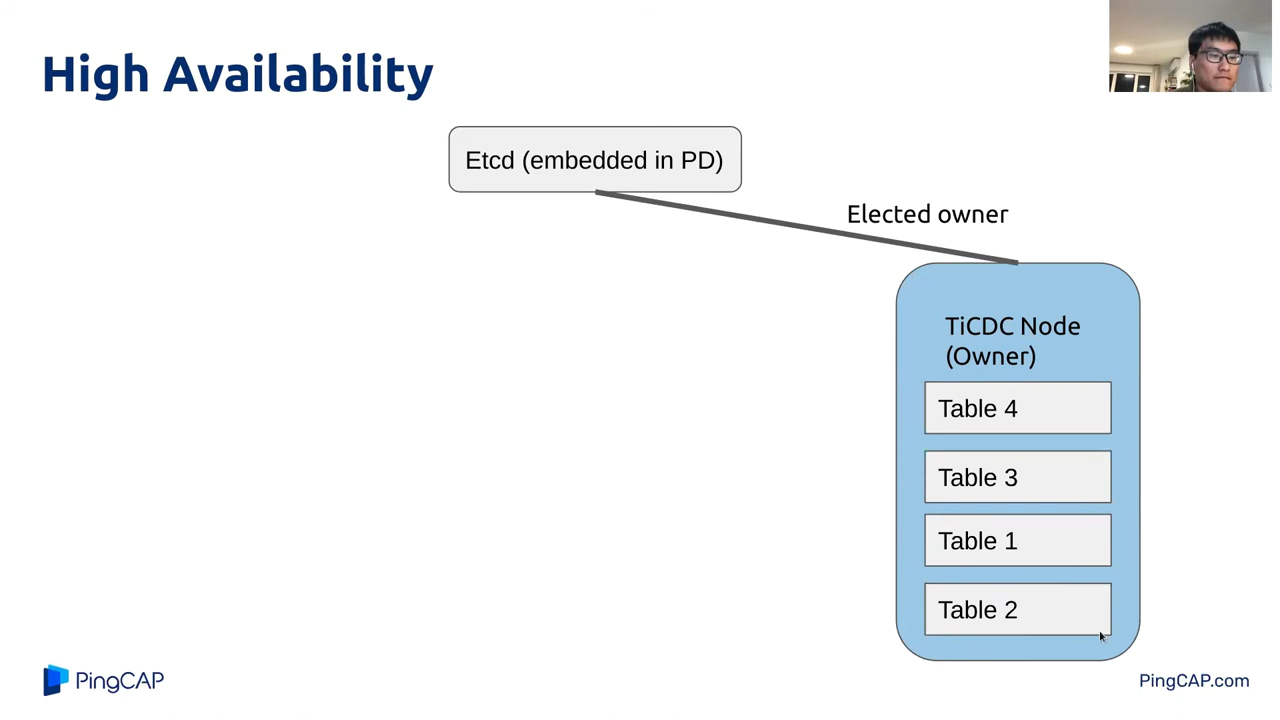 High Availability
Etcd (embedded in PD)
Elected owner
TiCDC Node
(Owner)
Table 4
Table 3
Table 1
Table 2
PingCAP
PingCAP.com